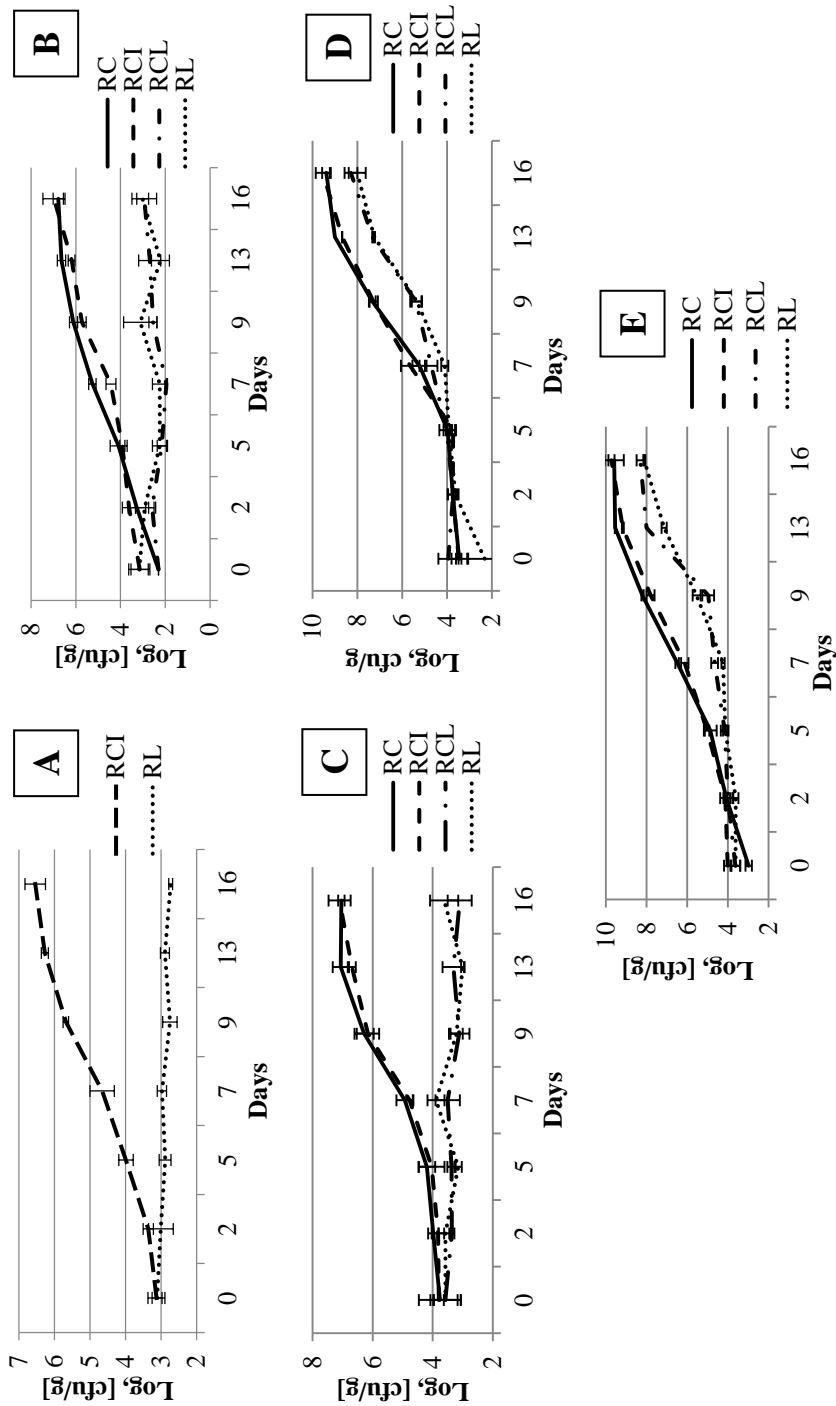 A
Log, [cfu/g]
7
6
5
4
3
2
0 2 5 7 9 13 16
Days
RCI
RL
B
Log, [cfu/g]
8
6
4
2
0
0 2 5 7 9 13 16
Days
RC
RCI
RCL
RL
C
Log, [cfu/g]
8
6
4
2
0 2 5 7 9 13 16
Days
RC
RCI
RCL
RL
D
Log, cfu/g
10
8
6
4
2
0 2 5 7 9 13 16
Days
RC
RCI
RCL
RL
E
Log, [cfu/g]
10
8
6
4
2
0 2 5 7 9 13 16
Days
RC
RCI
RCL
RL